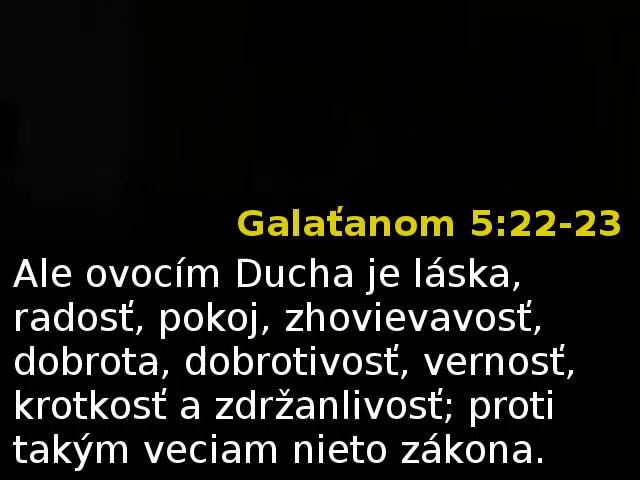 Galaťanom 5:22-23
Ale ovocím Ducha je láska,
radosť, pokoj, zhovievavosť,
dobrota, dobrotivosť, vernosť,
krotkosť a zdržanlivosť; proti
takým veciam nieto zákona.